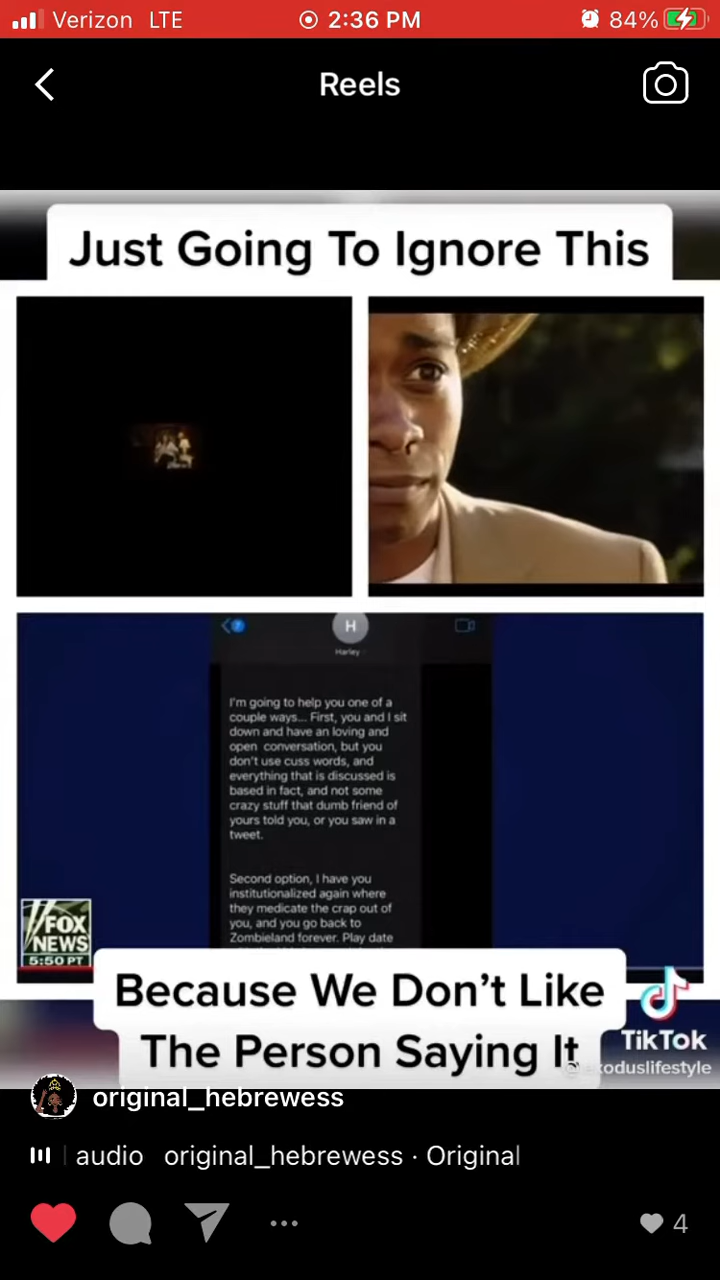 Verizon LTE 2:36 PM 84%
Reels
Just Going To Ignore This
H
Harley
I'm going to help you one of a
couple ways... First, you and I sit
down and have an loving and
open conversation, but you
don't use cuss words, and
everything that is discussed is
based in fact, and not some
crazy stuff that dumb friend of
yours told you, or you saw in a
tweet.
Second option, I have you
institutionalized again where
they medicate the crap out of
you, and you go back to
Zombieland forever. Play date
FOX
NEWS
5:50 PT
Because We Don't Like
The Person Saying It
TikTok
original_hebrewess
audio original_hebrewess · Original
4